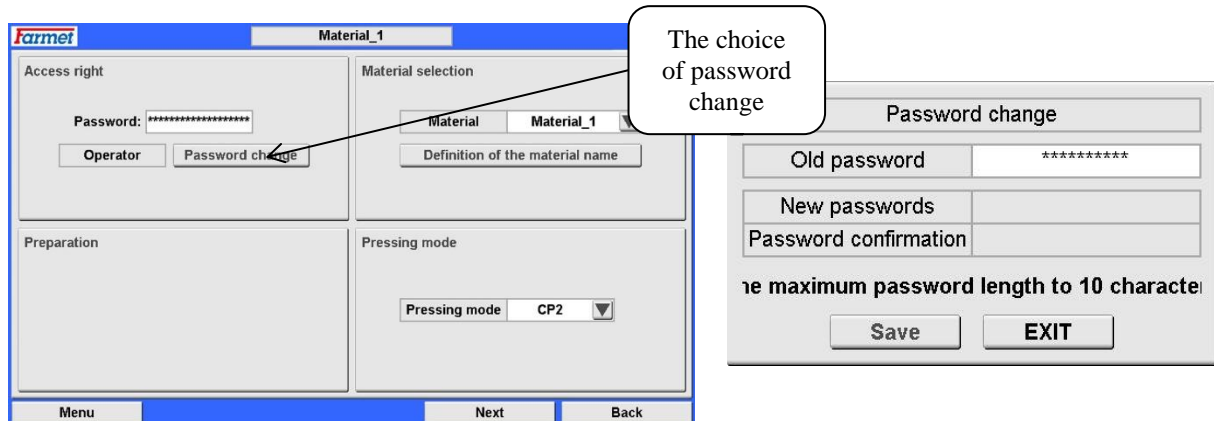 Farmet
Material_1
Access right
Password: *******************
Operator Password change
Material selection
Material Material_1
Definition of the material name
Preparation
Pressing mode
Pressing mode CP2
Menu Next Back
The choice
of password
change
Password change
Old password **********
New passwords
Password confirmation
maximum password length to 10
Save EXIT